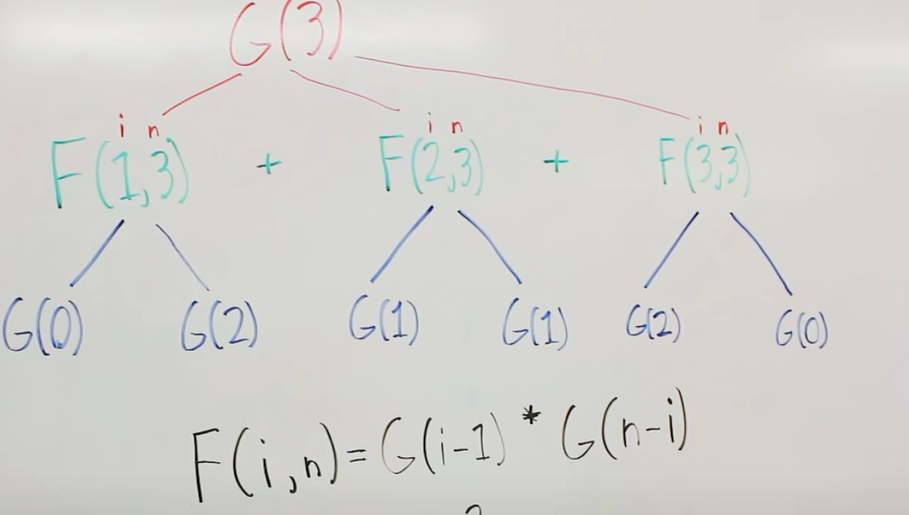 G(3)
i n i n i n
F(1,3) + F(2,3) + F(3,3)
G(0) G(2) G(1) G(1) G(2) G(0)
F(i,n)=G(i-1) * G(n-i)